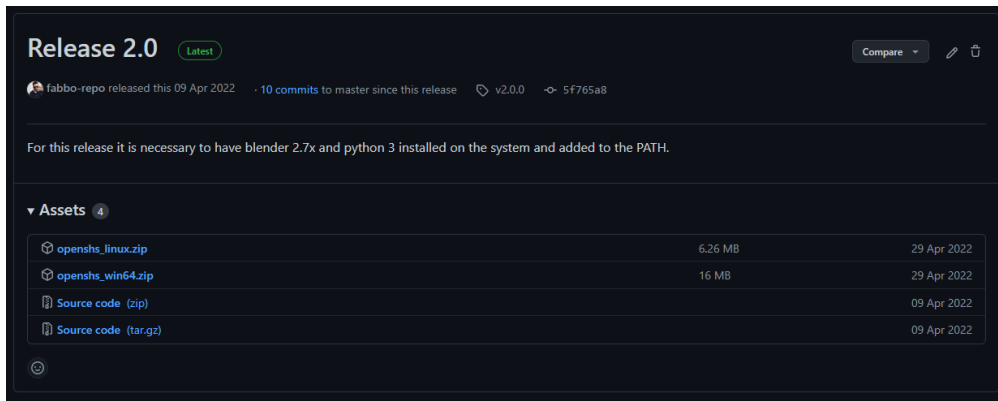 Release 2.0 Latest Compare
fabbo-repo released this 09 Apr 2022 · 10 commits to master since this release v2.0.0 5f765a8
For this release it is necessary to have blender 2.7x and python 3 installed on the system and added to the PATH.
Assets 4
openshs_linux.zip 6.26 MB 29 Apr 2022
openshs_win64.zip 16 MB 29 Apr 2022
Source code (zip) 09 Apr 2022
Source code (tar.gz) 09 Apr 2022